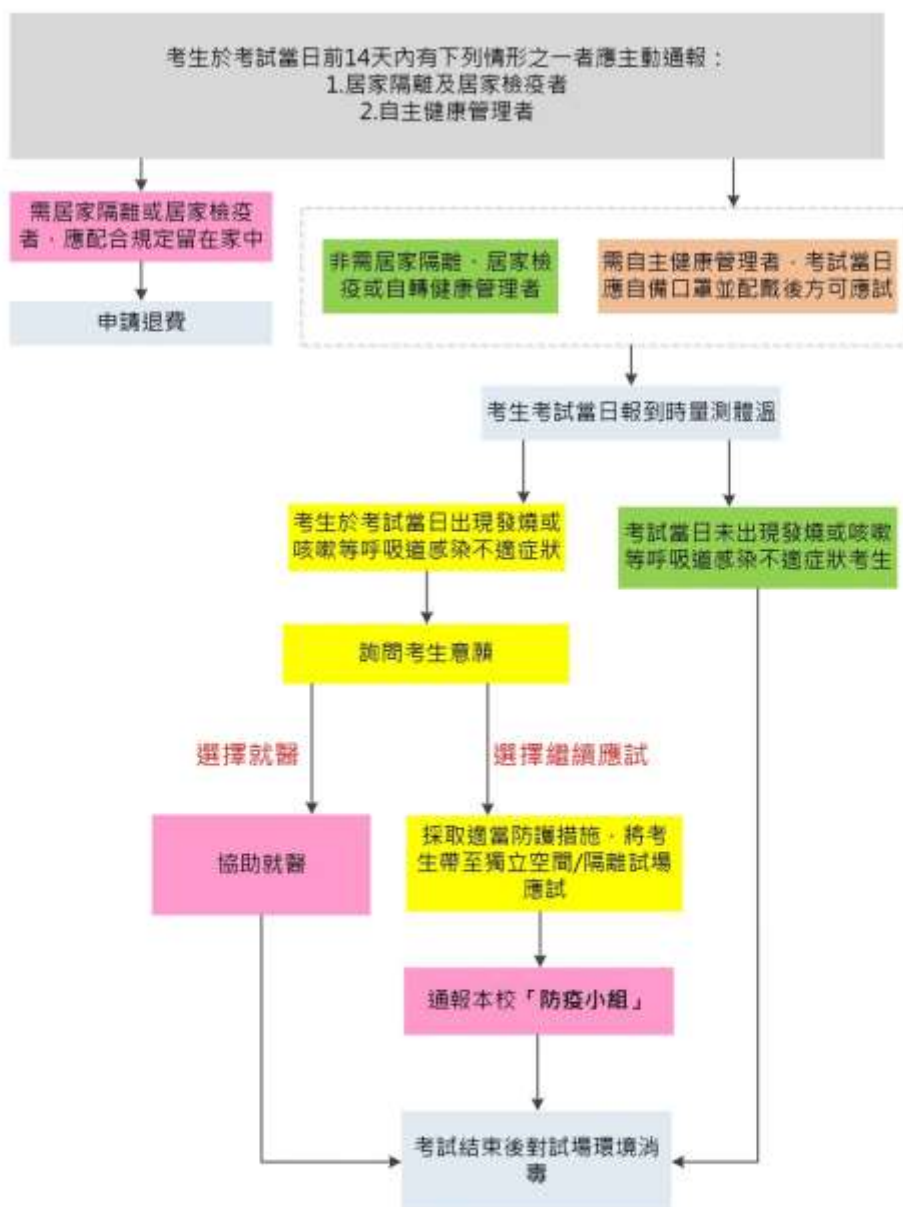 考生於考試當日前14天內有下列情形之一者應主動通報：
1.居家隔離及居家檢疫者
2.自主健康管理者
需居家隔離或居家檢疫
者，應配合規定留在家中
申請退費
非需居家隔離、居家檢
疫或自轉健康管理者
需自主健康管理者，考試當日
應自備口罩並配戴後方可應試
考生考試當日報到時量測體溫
考生於考試當日出現發燒或
咳嗽等呼吸道感染不適症狀
考試當日未出現發燒或咳嗽
等呼吸道感染不適症狀考生
詢問考生意願
選擇就醫
選擇繼續應試
協助就醫
採取適當防護措施，將考
生帶至獨立空間/隔離試場
應試
通報本校「防疫小組」
考試結束後對試場環境消
毒